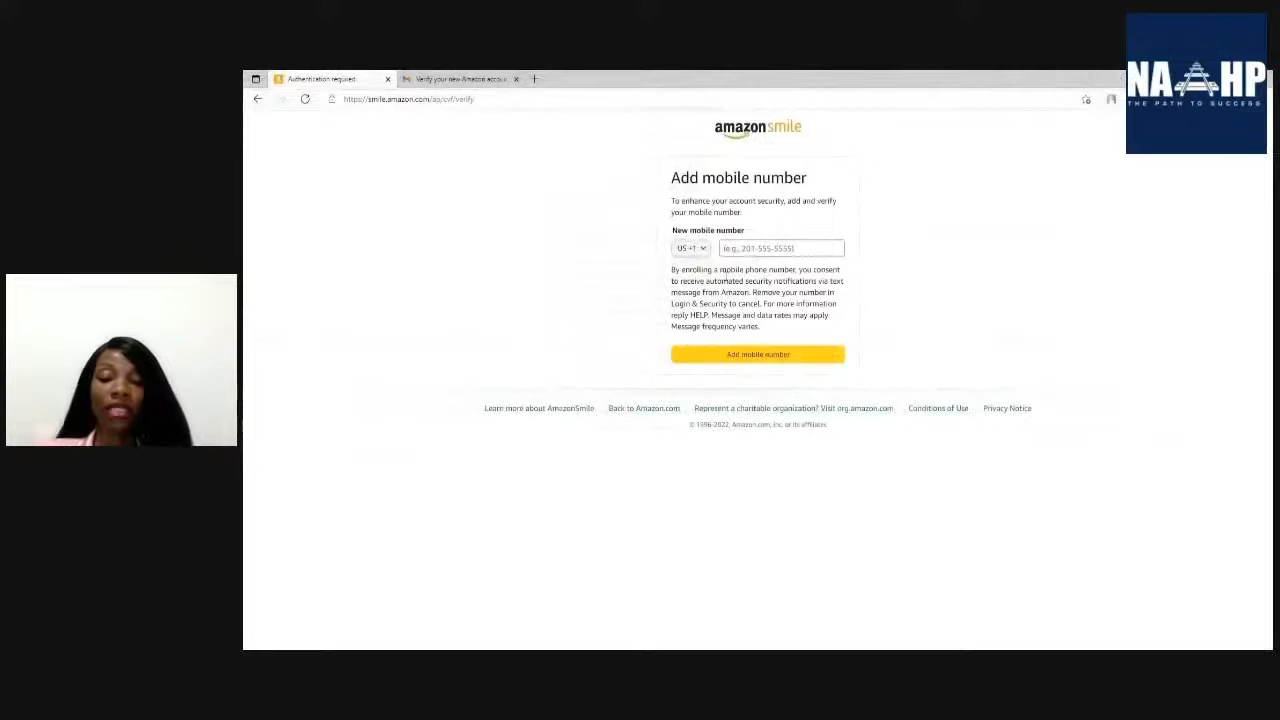 Authentication required
Verify your new Amazon accou
https://smile.amazon.com/ap/cvf/verify
NAAHP
THE PATH TO SUCCESS
amazonsmile
Add mobile number
To enhance your account security, add and verify
your mobile number.
New mobile number
US +1
(e.g., 201-555-5555)
By enrolling a mobile phone number, you consent
to receive automated security notifications via text
message from Amazon. Remove your number in
Login & Security to cancel. For more information
reply HELP. Message and data rates may apply.
Message frequency varies.
Add mobile number
Learn more about AmazonSmile Back to Amazon.com Represent a charitable organization? Visit org.amazon.com Conditions of Use Privacy Notice
© 1996-2022, Amazon.com, Inc. or its affiliates